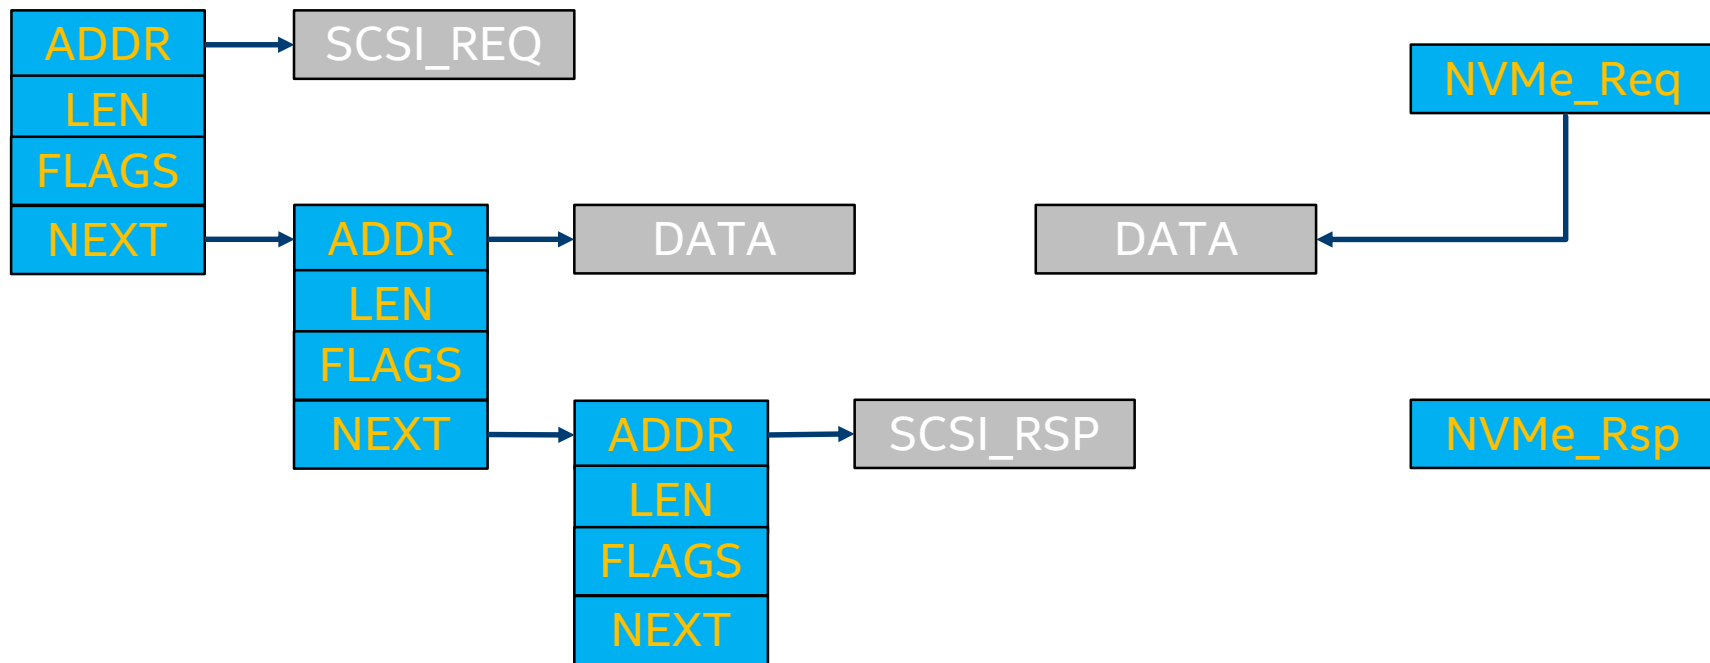 ADDR
SCSI_REQ
NVMe_Req
LEN
FLAGS
NEXT
ADDR
DATA
DATA
LEN
FLAGS
NEXT
ADDR
SCSI_RSP
NVMe_Rsp
LEN
FLAGS
NEXT